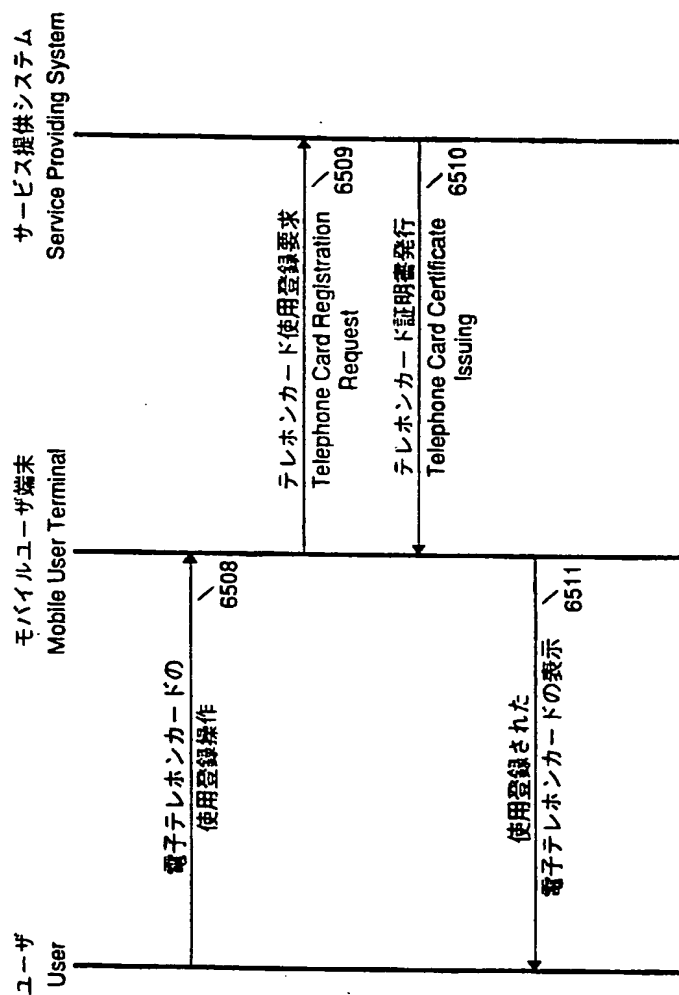 ユーザ
User
モバイルユーザ端末
Mobile User Terminal
サービス提供システム
Service Providing System
電子テレホンカードの
使用登録操作
6508
テレホンカード使用登録要求
Telephone Card Registration
Request
6509
テレホンカード証明書発行
Telephone Card Certificate
Issuing
6510
使用登録された
電子テレホンカードの表示
6511